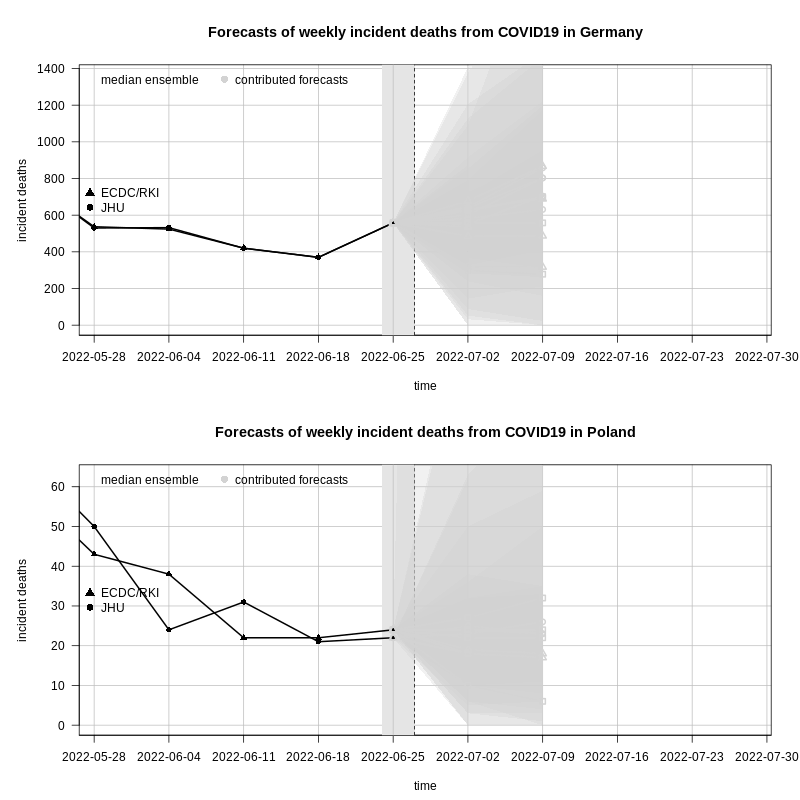 Forecasts of weekly incident deaths from COVID19 in Germany
median ensemble contributed forecasts
1400
1200
1000
800
600
400
200
0
incident deaths
ECDC/RKI
JHU
2022-05-28 2022-06-04 2022-06-11 2022-06-18 2022-06-25 2022-07-02 2022-07-09 2022-07-16 2022-07-23 2022-07-30
time
Forecasts of weekly incident deaths from COVID19 in Poland
median ensemble contributed forecasts
60
50
40
30
20
10
0
incident deaths
ECDC/RKI
JHU
2022-05-28 2022-06-04 2022-06-11 2022-06-18 2022-06-25 2022-07-02 2022-07-09 2022-07-16 2022-07-23 2022-07-30
time